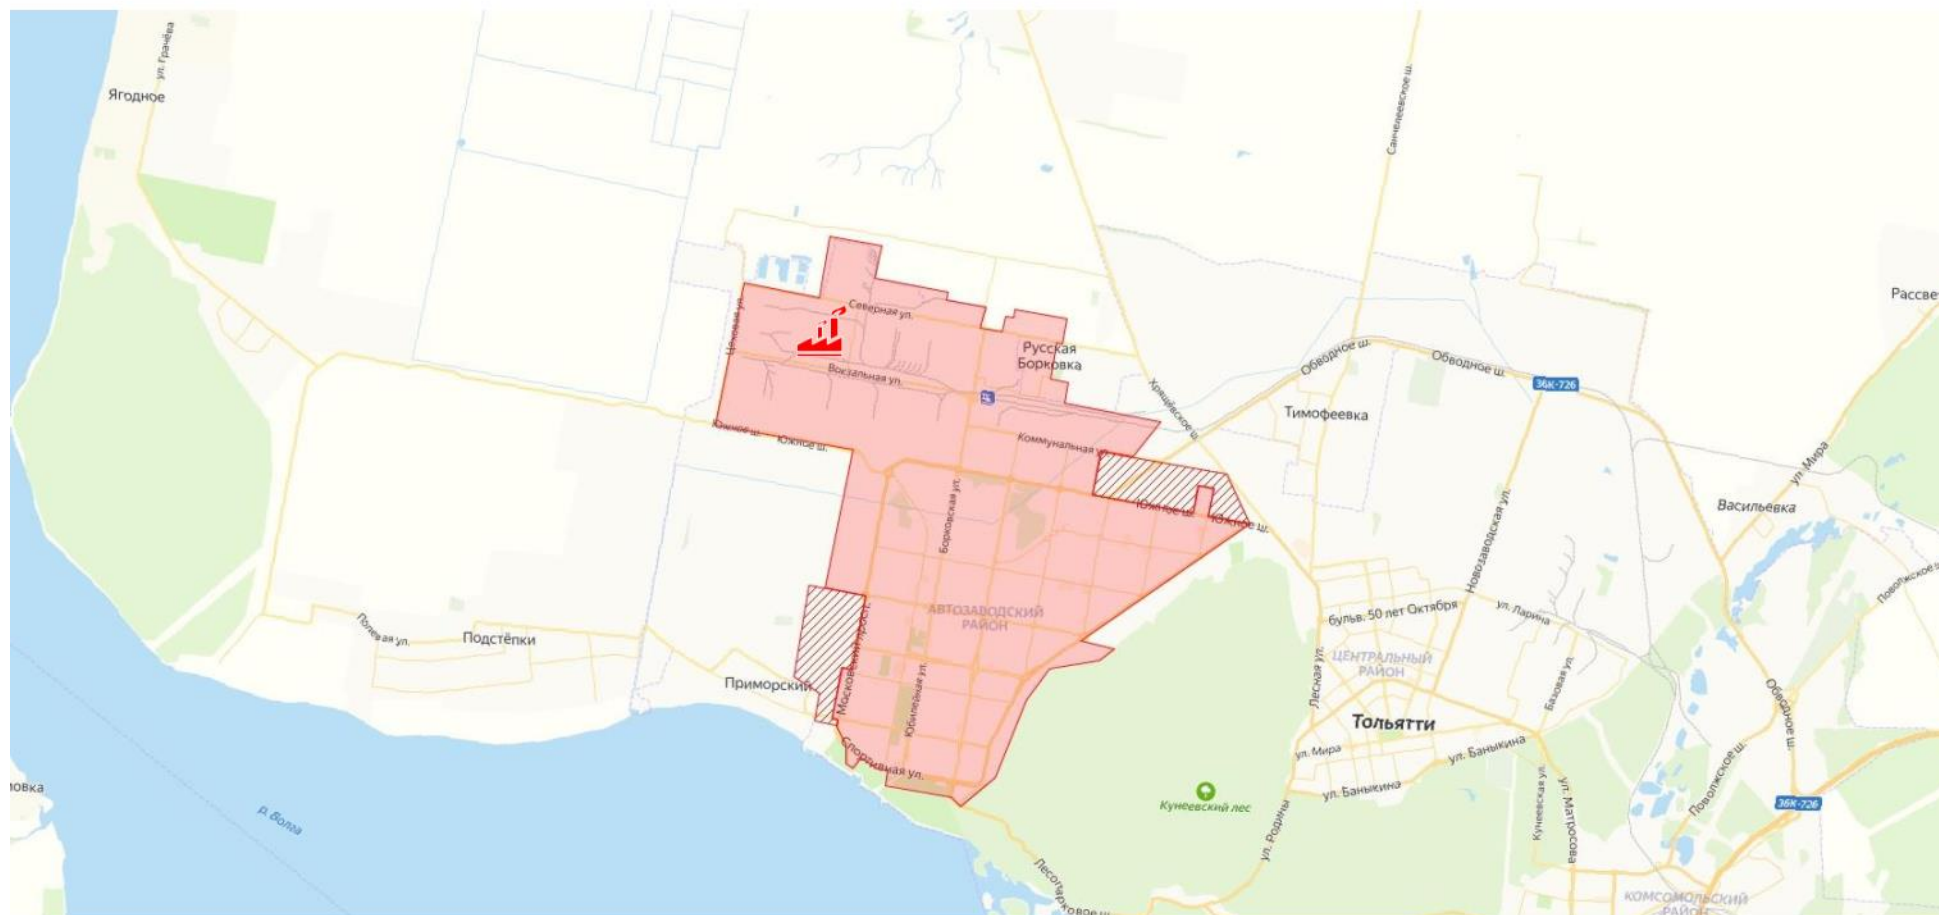 ул. Грачёва
Ягодное
Санчелеевское ш.
Рассве
Северная ул.
Цеховая ул.
Русская
Борковка
Обводное ш.
Обводное ш.
Вокзальная ул.
36К-726
Хрящёвское ш.
Тимофеевка
Южное ш.
Южное ш.
Коммунальная ул.
ул. Мира
Борковская ул.
Южное ш.
Южное ш.
Новозаводская ул.
Васильевка
Поволжское ш.
АВТОЗАВОДСКИЙ
РАЙОН
Полевая ул.
Подстёпки
бульв. 50 лет Октября
ул. Ларина
Московский просп.
ЦЕНТРАЛЬНЫЙ
РАЙОН
Лесная ул.
Базовая ул.
Приморский
Юбилейная ул.
Обводное ш.
Тольятти
Спортивная ул.
ул. Мира
ул. Баныкина
ул. Баныкина
Поволжское ш.
Кунеевский лес
Кунеевская ул.
ул. Матросова
36К-726
мовка
р. Волга
ул. Родины
Лесопарковое ш.
КОМСОМОЛЬСКИЙ
РАЙОН